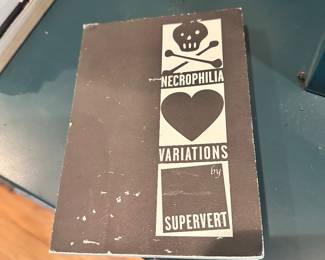 NECROPHILIA
VARIATIONS
by
SUPERVERT